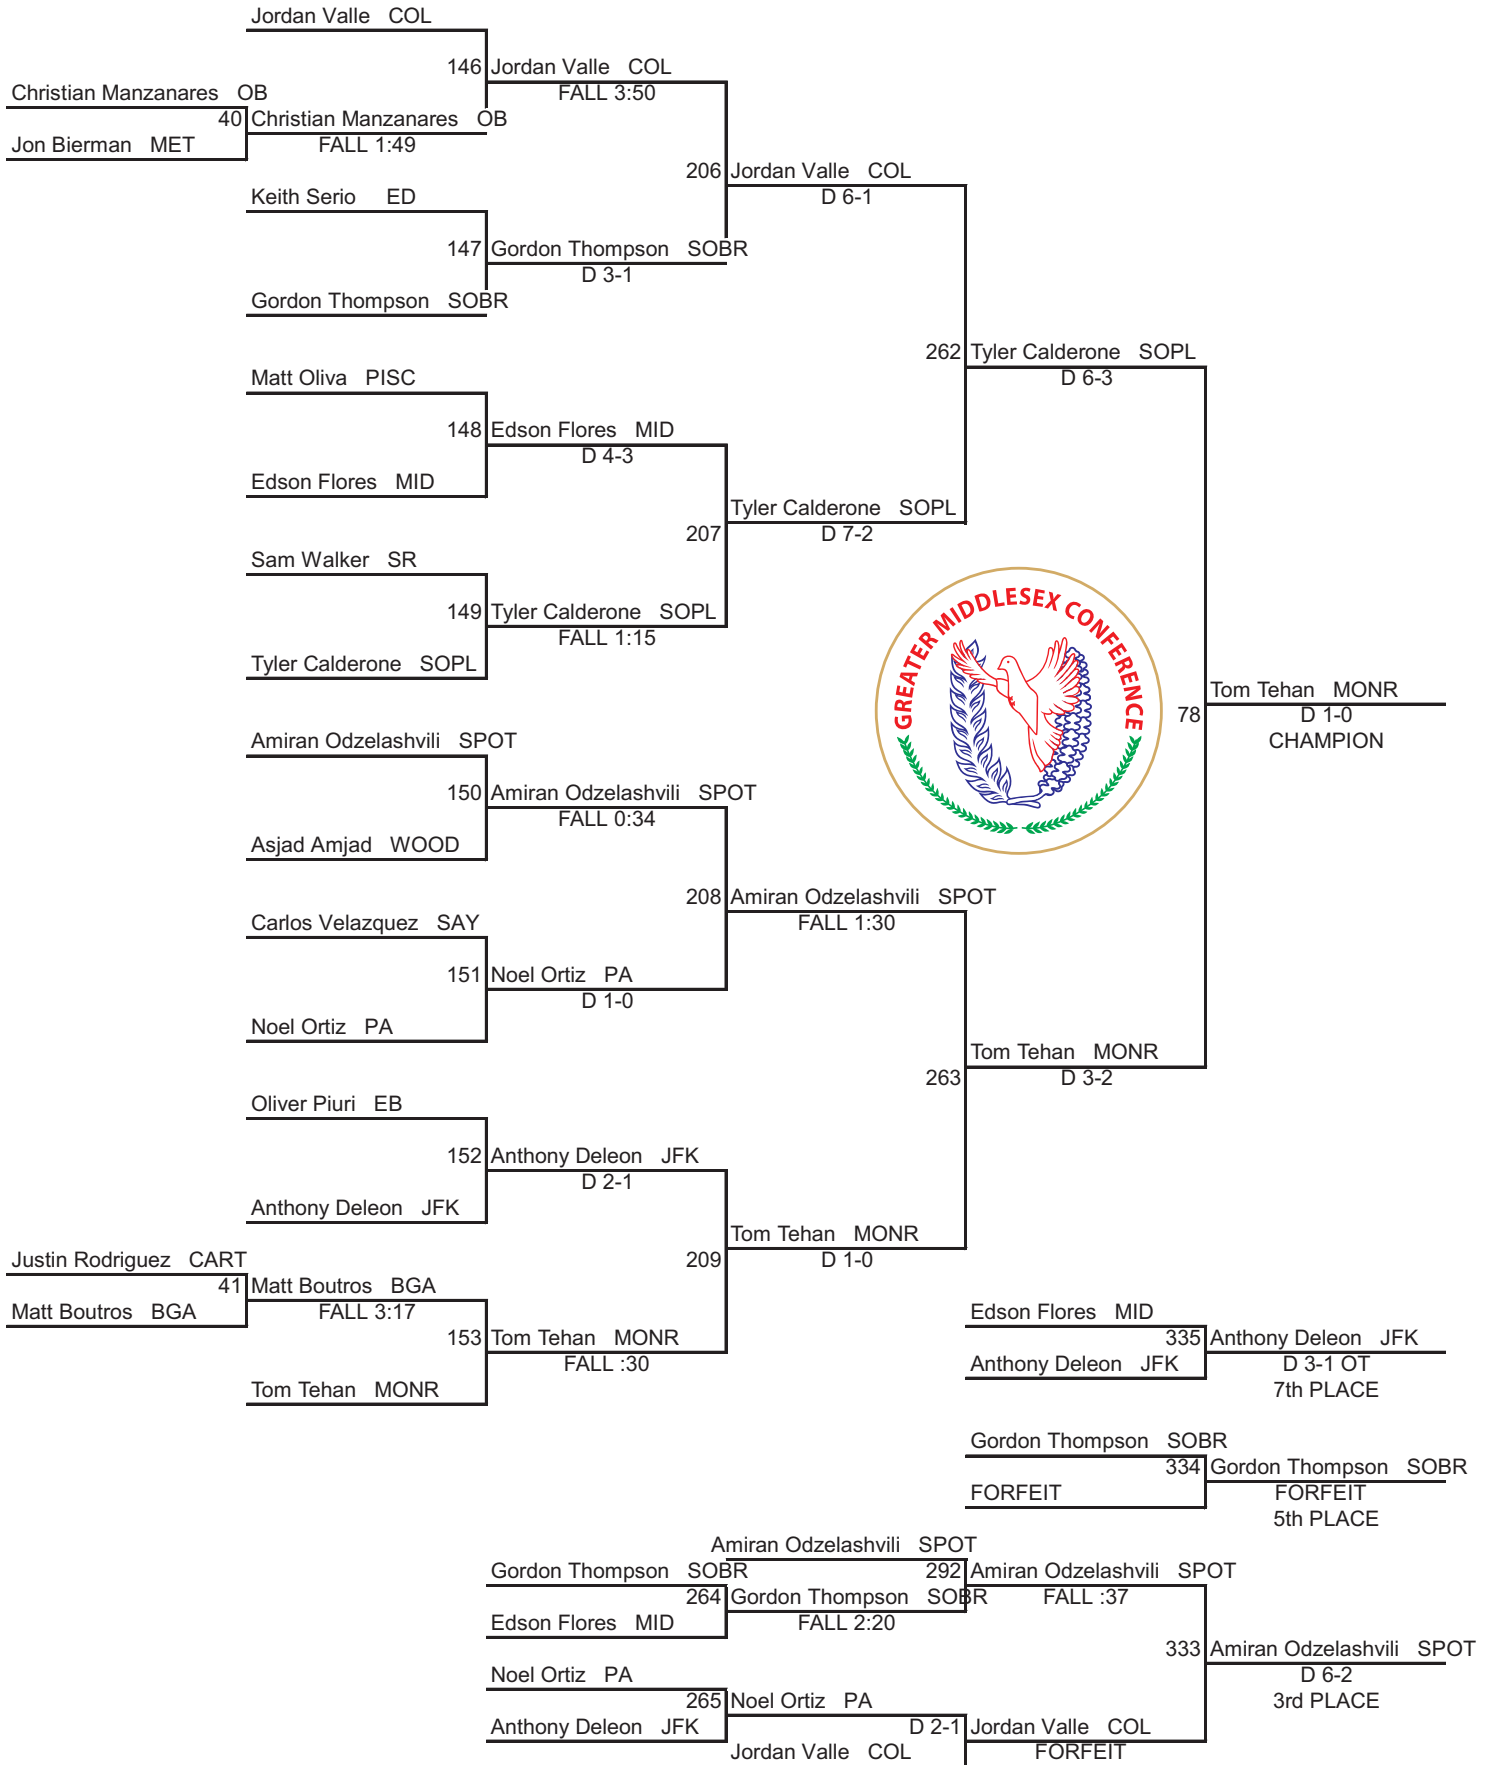 Jordan Valle COL
146 Jordan Valle COL
FALL 3:50
Christian Manzanares OB
40 Christian Manzanares OB
FALL 1:49
Jon Bierman MET
206 Jordan Valle COL
D 6-1
Keith Serio ED
147 Gordon Thompson SOBR
D 3-1
Gordon Thompson SOBR
262 Tyler Calderone SOPL
D 6-3
Matt Oliva PISC
148 Edson Flores MID
D 4-3
Edson Flores MID
207 Tyler Calderone SOPL
D 7-2
Sam Walker SR
149 Tyler Calderone SOPL
FALL 1:15
Tyler Calderone SOPL
GREATER MIDDLESEX CONFERENCE
78 Tom Tehan MONR
D 1-0
CHAMPION
Amiran Odzelashvili SPOT
150 Amiran Odzelashvili SPOT
FALL 0:34
Asjad Amjad WOOD
208 Amiran Odzelashvili SPOT
FALL 1:30
Carlos Velazquez SAY
151 Noel Ortiz PA
D 1-0
Noel Ortiz PA
263 Tom Tehan MONR
D 3-2
Oliver Piuri EB
152 Anthony Deleon JFK
D 2-1
Anthony Deleon JFK
209 Tom Tehan MONR
D 1-0
Justin Rodriguez CART
41 Matt Boutros BGA
FALL 3:17
Matt Boutros BGA
153 Tom Tehan MONR
FALL :30
Tom Tehan MONR
Edson Flores MID
335 Anthony Deleon JFK
Anthony Deleon JFK
D 3-1 OT
7th PLACE
Gordon Thompson SOBR
334 Gordon Thompson SOBR
FORFEIT
FORFEIT
5th PLACE
Amiran Odzelashvili SPOT
292 Amiran Odzelashvili SPOT
FALL :37
Gordon Thompson SOBR
264 Gordon Thompson SOBR
FALL 2:20
Edson Flores MID
333 Amiran Odzelashvili SPOT
D 6-2
3rd PLACE
Noel Ortiz PA
265 Noel Ortiz PA
D 2-1
Anthony Deleon JFK
Jordan Valle COL
Jordan Valle COL
FORFEIT